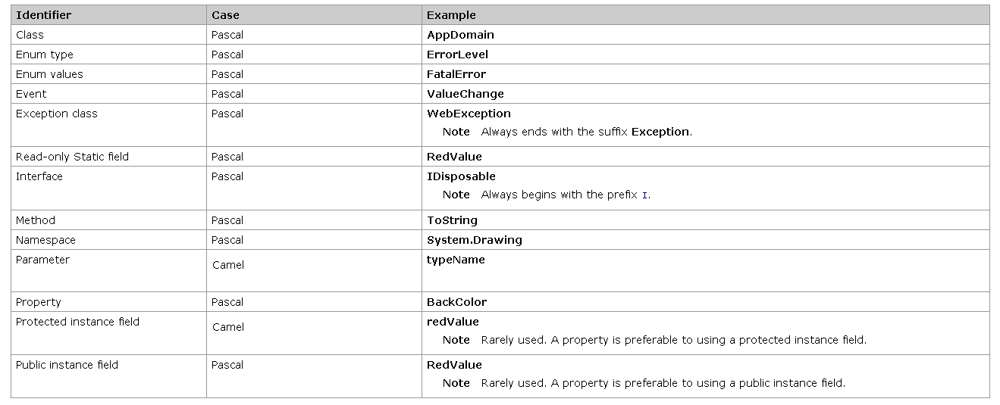 Identifier Case Example
Class Pascal AppDomain
Enum type Pascal ErrorLevel
Enum values Pascal FatalError
Event Pascal ValueChange
Exception class Pascal WebException
Note Always ends with the suffix Exception.
Read-only Static field Pascal RedValue
Interface Pascal IDisposable
Note Always begins with the prefix I.
Method Pascal ToString
Namespace Pascal System.Drawing
Parameter Camel typeName
Property Pascal BackColor
Protected instance field Camel redValue
Note Rarely used. A property is preferable to using a protected instance field.
Public instance field Pascal RedValue
Note Rarely used. A property is preferable to using a public instance field.